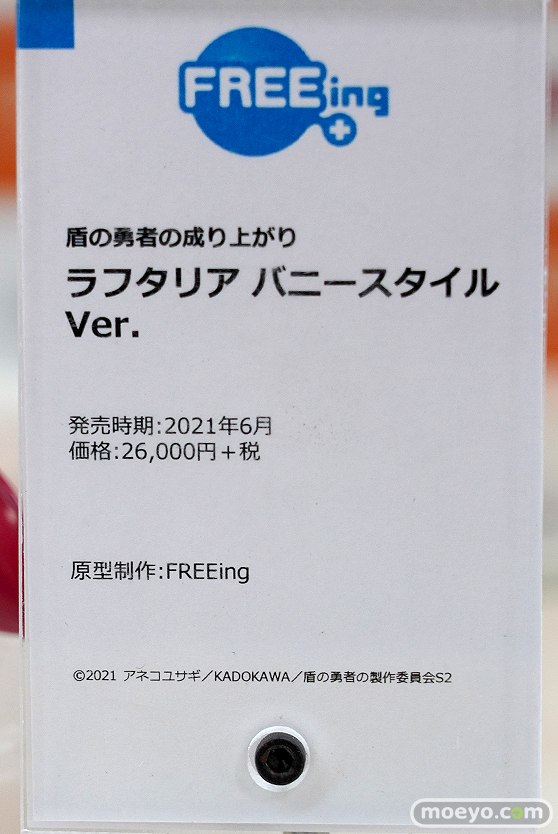 FREEing
盾の勇者の成り上がり
ラフタリア バニースタイル
Ver.
発売時期:2021年6月
価格:26,000円＋税
原型制作:FREEing
©2021 アネコユサギ／KADOKAWA／盾の勇者の製作委員会S2
moeyo.com